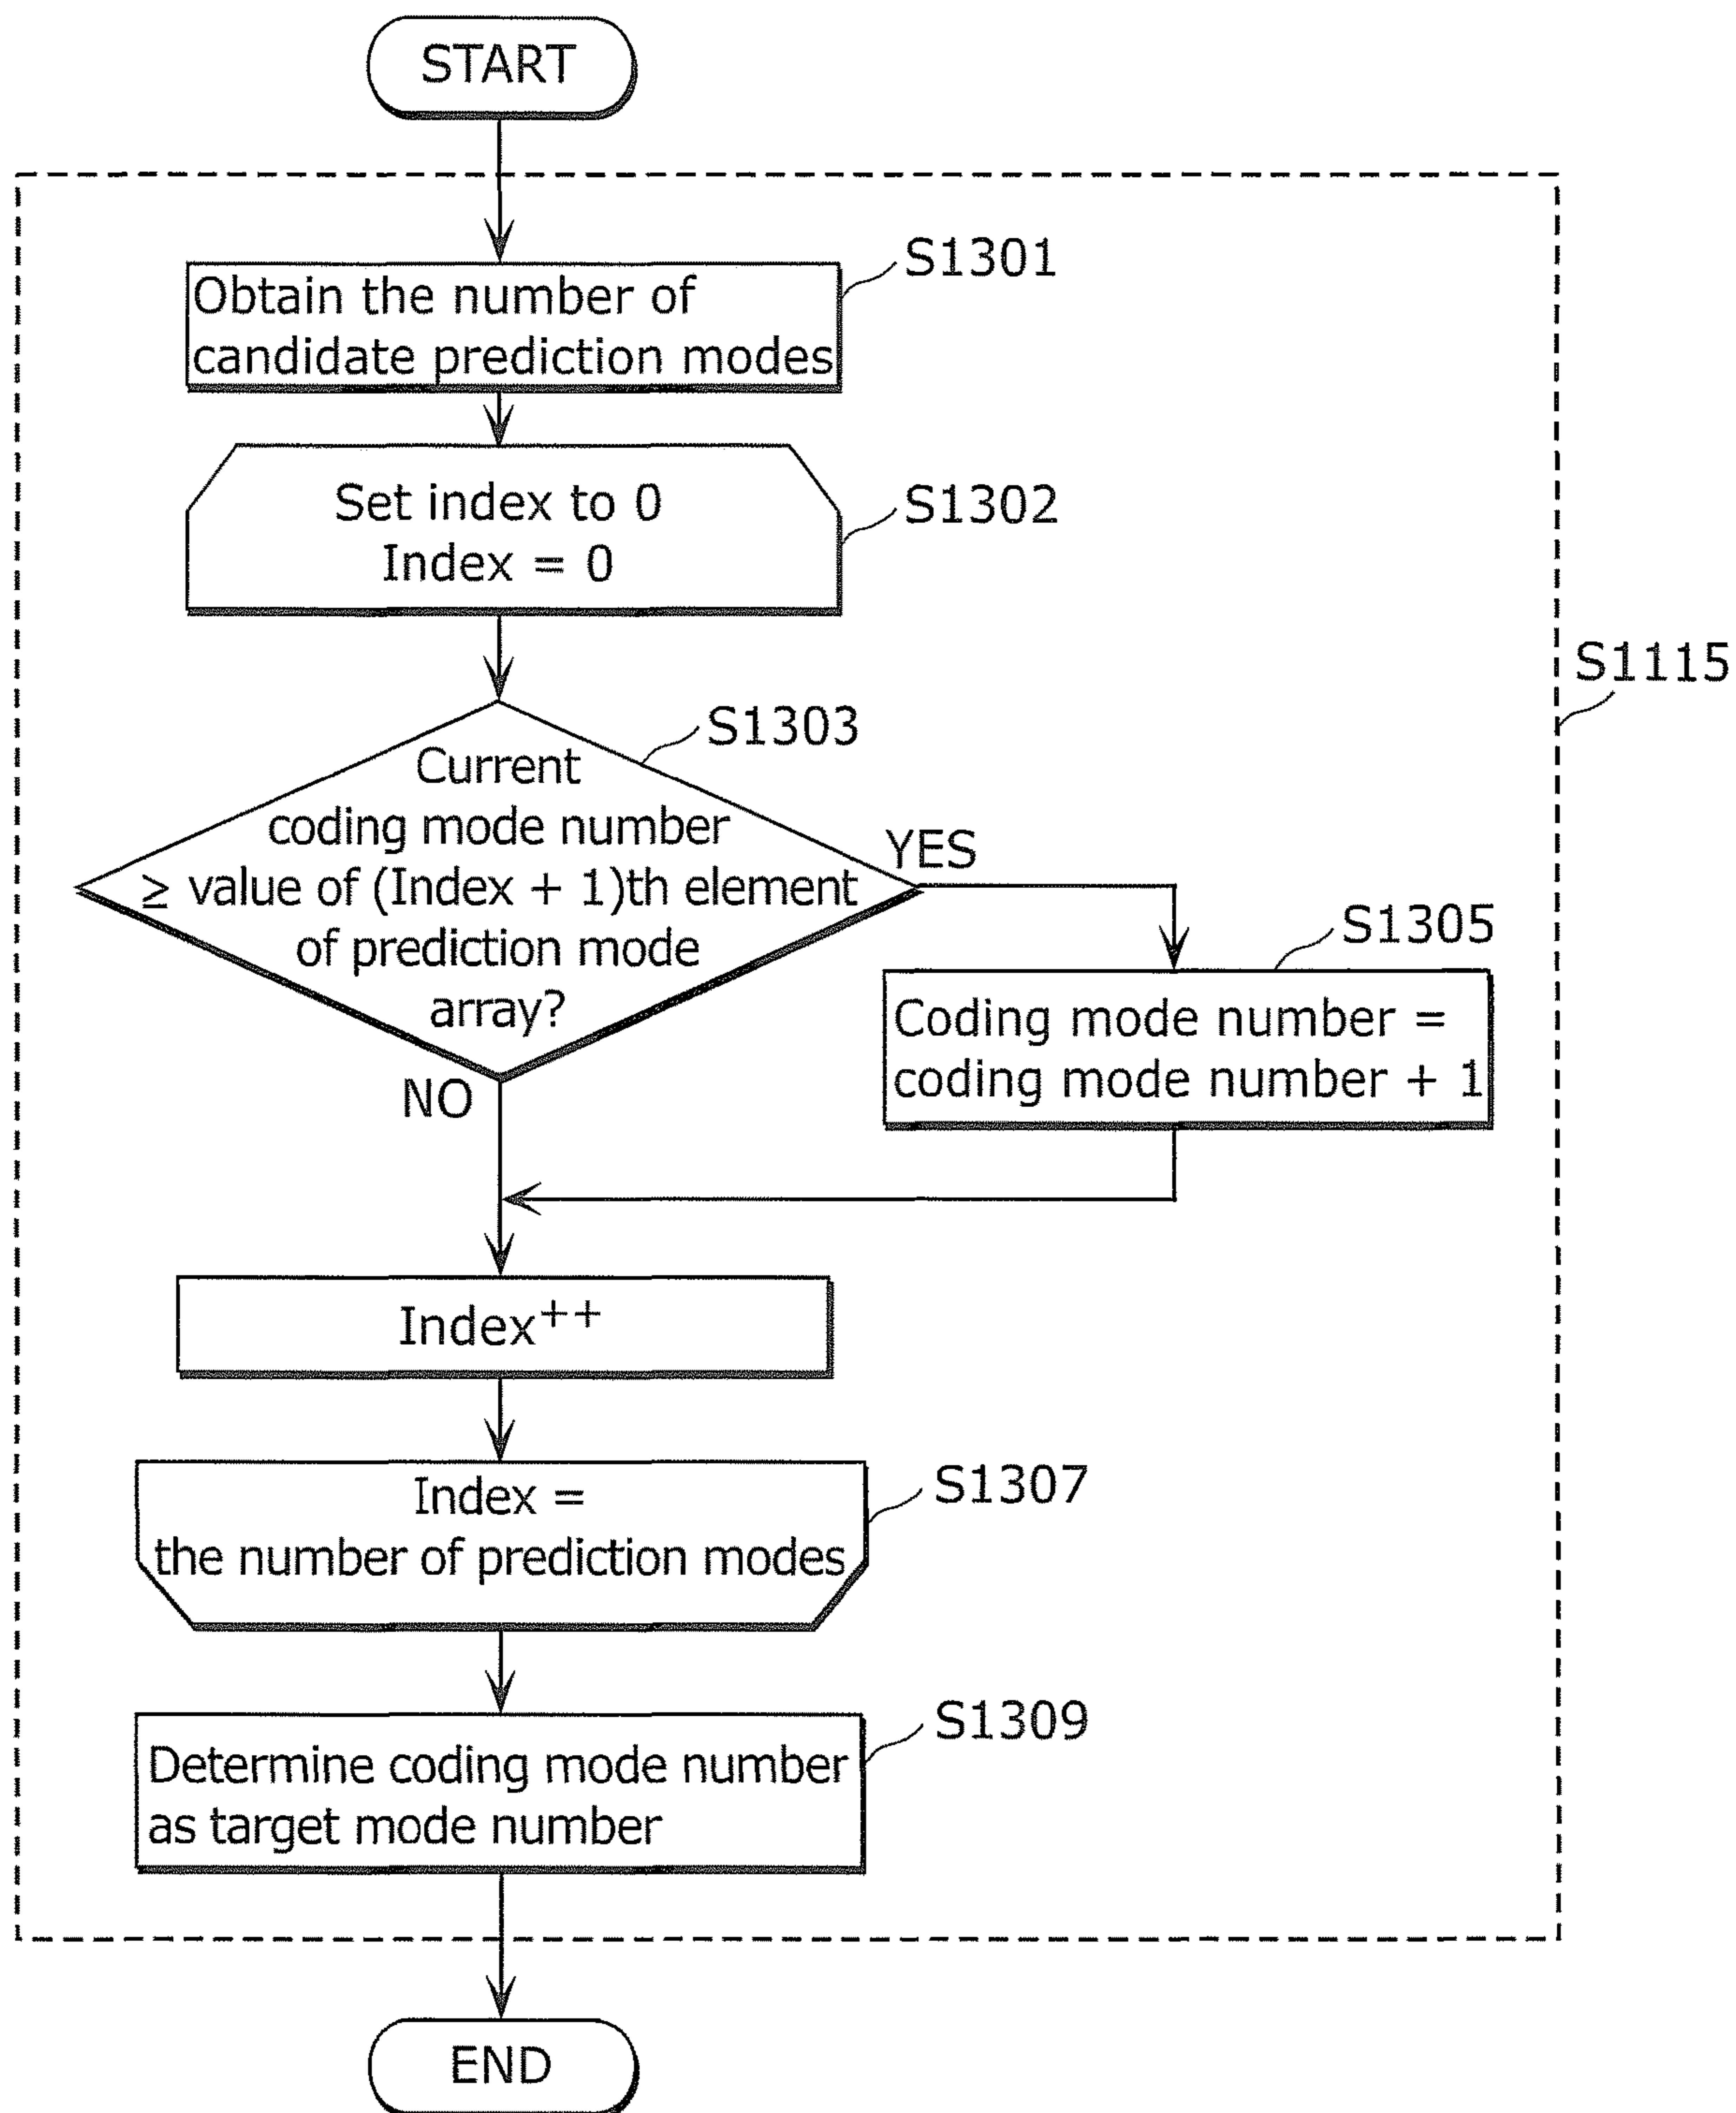 START
S1301
Obtain the number of
candidate prediction modes
Set index to 0
Index = 0
S1302
S1115
S1303
Current
coding mode number
≥ value of (Index + 1)th element
of prediction mode
array?
YES
NO
S1305
Coding mode number =
coding mode number + 1
Index++
Index =
the number of prediction modes
S1307
S1309
Determine coding mode number
as target mode number
END